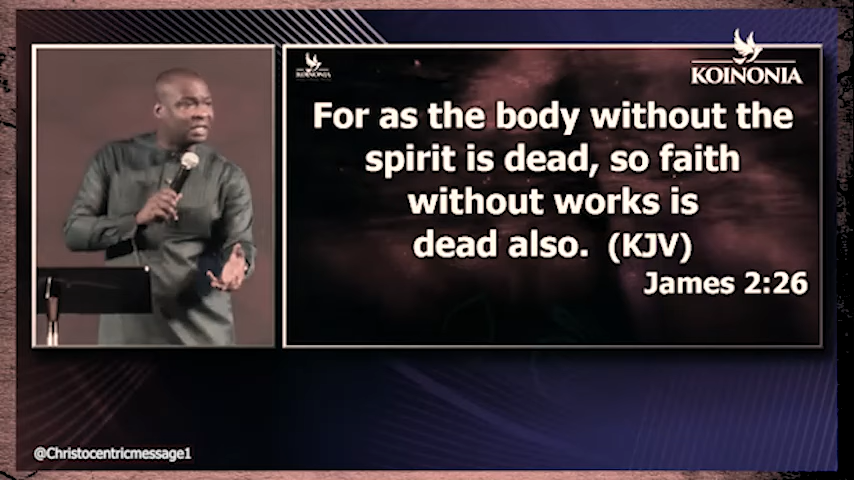 KOINONIA
KOINONIA
For as the body without the
spirit is dead, so faith
without works is
dead also. (KJV)
James 2:26
@Christocentricmessage1